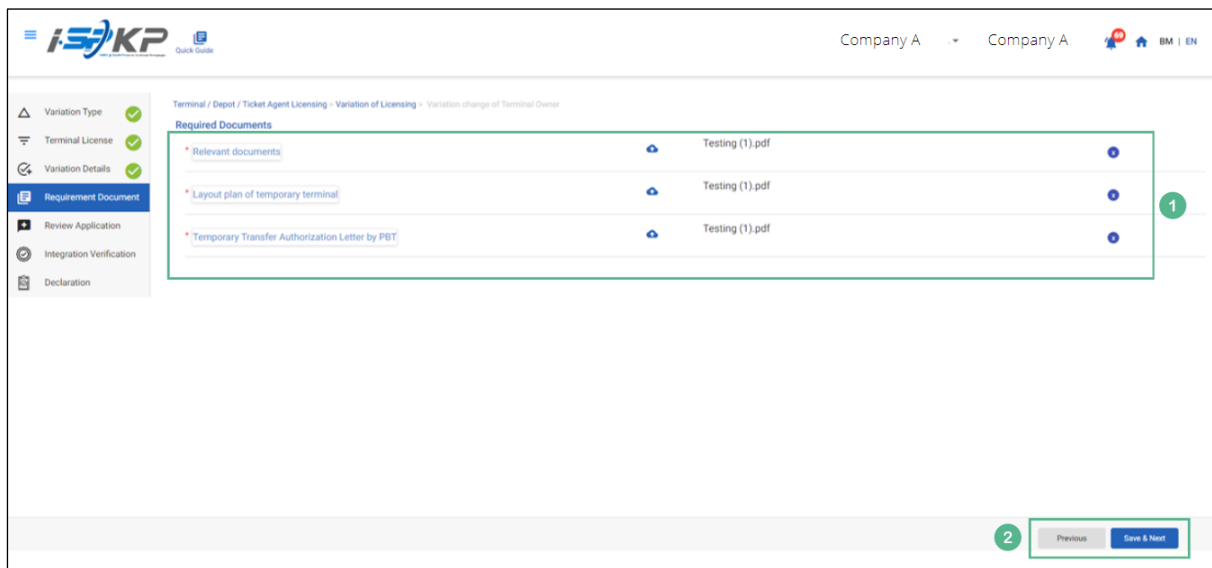 i-SPKP
Quick Guide
Company A
Company A
BM | EN
Variation Type
Terminal License
Variation Details
Requirement Document
Review Application
Integration Verification
Declaration
Terminal / Depot / Ticket Agent Licensing > Variation of Licensing > Variation change of Terminal Owner
Required Documents
* Relevant documents
Testing (1).pdf
x
* Layout plan of temporary terminal
Testing (1).pdf
x
* Temporary Transfer Authorization Letter by PBT
Testing (1).pdf
x
1
2
Previous
Save & Next